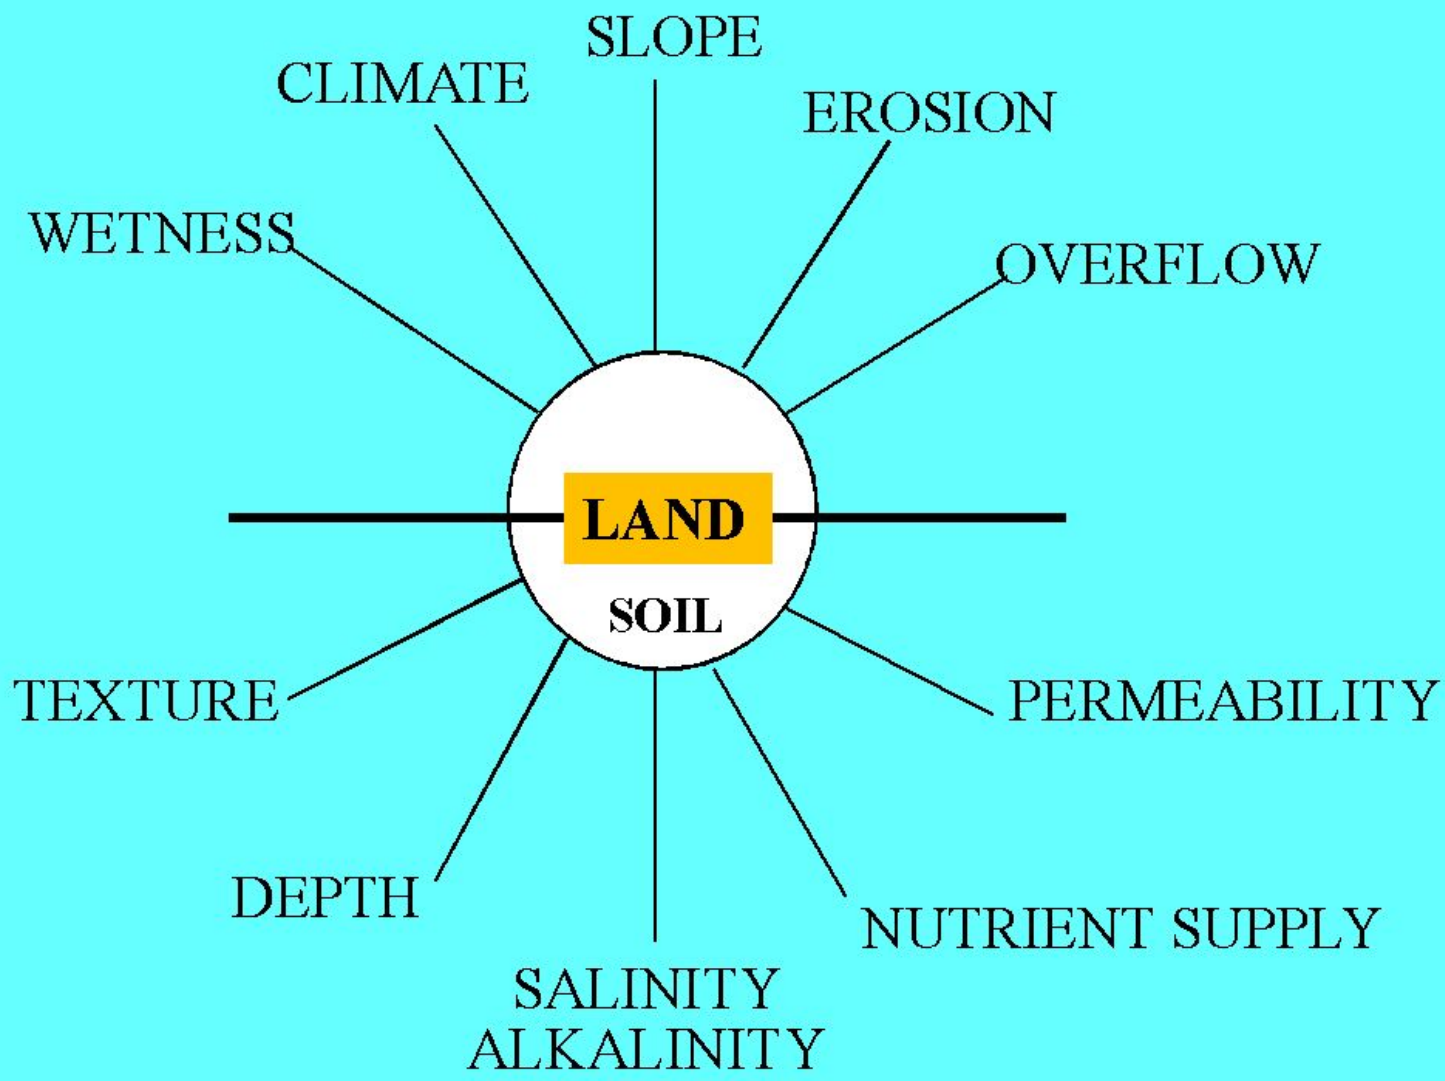 SLOPE
CLIMATE
EROSION
WETNESS
OVERFLOW
LAND
SOIL
TEXTURE
PERMEABILITY
DEPTH
NUTRIENT SUPPLY
SALINITY
ALKALINITY